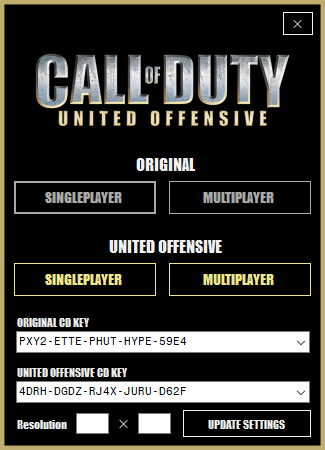 ×
CALL OF DUTY
UNITED OFFENSIVE
ORIGINAL
SINGLEPLAYER MULTIPLAYER
UNITED OFFENSIVE
SINGLEPLAYER MULTIPLAYER
ORIGINAL CD KEY
PXY2-ETTE-PHUT-HYPE-59E4
UNITED OFFENSIVE CD KEY
4DRH-DGDZ-RJ4X-JURU-D62F
Resolution × UPDATE SETTINGS